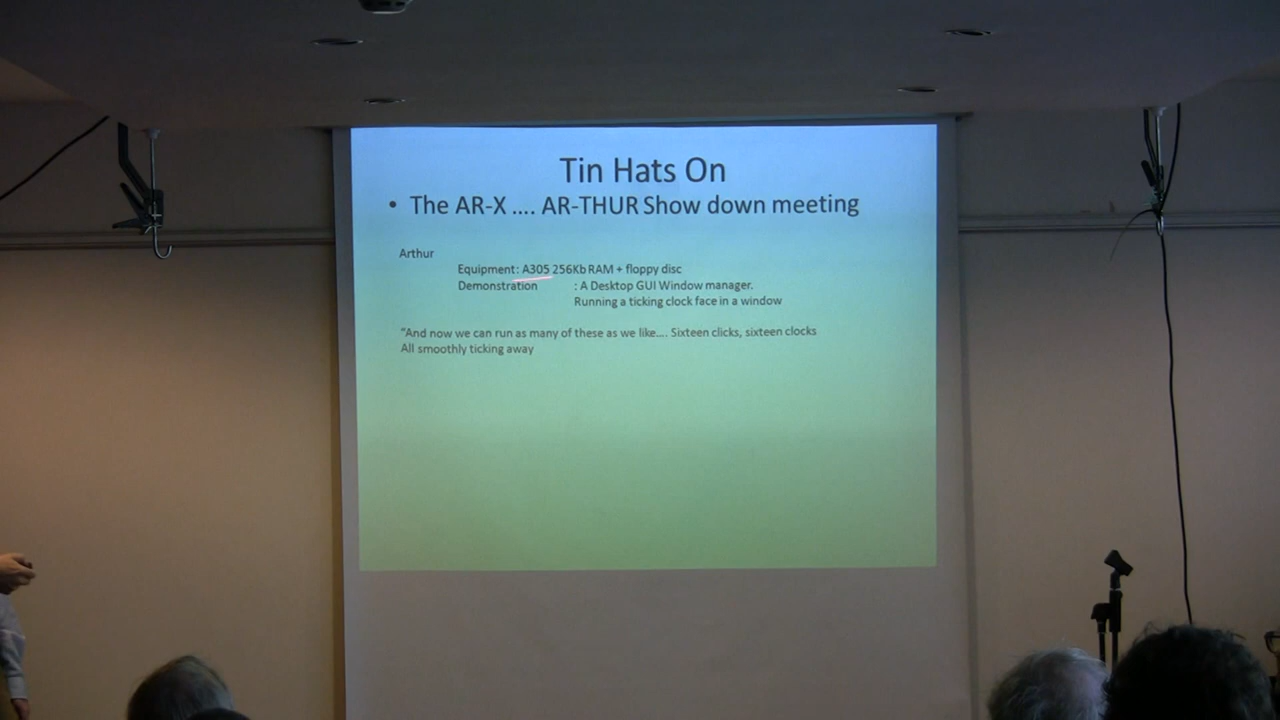 Tin Hats On
• The AR-X .... AR-THUR Show down meeting
Arthur
Equipment: A305 256Kb RAM + floppy disc
Demonstration : A Desktop GUI Window manager.
Running a ticking clock face in a window
"And now we can run as many of these as we like.... Sixteen clicks, sixteen clocks
All smoothly ticking away